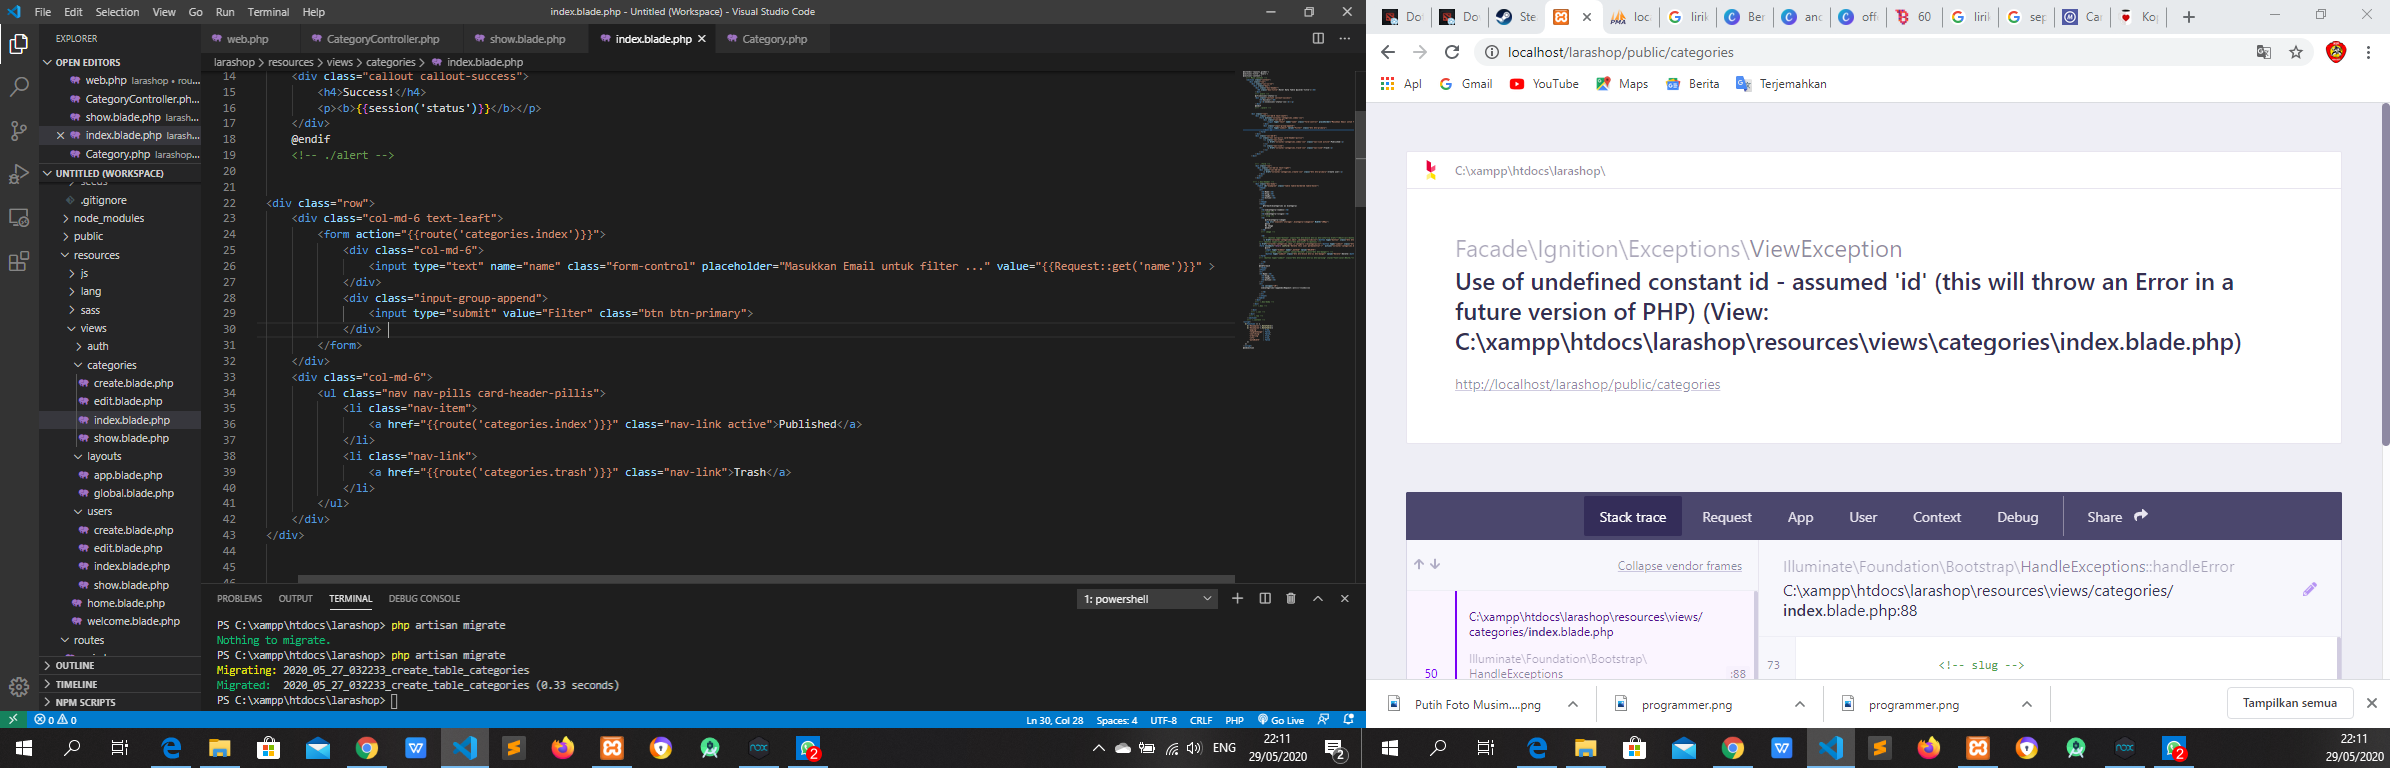 File Edit Selection View Go Run Terminal Help
index.blade.php - Untitled (Workspace) - Visual Studio Code
EXPLORER
OPEN EDITORS
web.php larashop • rou...
CategoryController.ph...
show.blade.php larash...
index.blade.php larash...
Category.php larashop...
UNTITLED (WORKSPACE)
seeds
.gitignore
node_modules
public
resources
js
lang
sass
views
auth
categories
create.blade.php
edit.blade.php
index.blade.php
show.blade.php
layouts
app.blade.php
global.blade.php
users
create.blade.php
edit.blade.php
index.blade.php
show.blade.php
home.blade.php
welcome.blade.php
routes
OUTLINE
TIMELINE
NPM SCRIPTS
web.php CategoryController.php show.blade.php index.blade.php Category.php
larashop > resources > views > categories > index.blade.php
14 <div class="callout callout-success">
15 <h4>Success!</h4>
16 <p><b>{{session('status')}}</b></p>
17 </div>
18 @endif
19 <!-- ./alert -->
20
21
22 <div class="row">
23 <div class="col-md-6 text-leaft">
24 <form action="{{route('categories.index')}}">
25 <div class="col-md-6">
26 <input type="text" name="name" class="form-control" placeholder="Masukkan Email untuk filter ..." value="{{Request::get('name')}}" >
27 </div>
28 <div class="input-group-append">
29 <input type="submit" value="Filter" class="btn btn-primary">
30 </div>
31 </form>
32 </div>
33 <div class="col-md-6">
34 <ul class="nav nav-pills card-header-pillis">
35 <li class="nav-item">
36 <a href="{{route('categories.index')}}" class="nav-link active">Published</a>
37 </li>
38 <li class="nav-link">
39 <a href="{{route('categories.trash')}}" class="nav-link">Trash</a>
40 </li>
41 </ul>
42 </div>
43 </div>
44
45
46
PROBLEMS OUTPUT TERMINAL DEBUG CONSOLE
1: powershell
PS C:\xampp\htdocs\larashop> php artisan migrate
Nothing to migrate.
PS C:\xampp\htdocs\larashop> php artisan migrate
Migrating: 2020_05_27_032233_create_table_categories
Migrated: 2020_05_27_032233_create_table_categories (0.33 seconds)
PS C:\xampp\htdocs\larashop>
0 0
Ln 30, Col 28 Spaces: 4 UTF-8 CRLF PHP Go Live
2
ENG
22:11
29/05/2020
2
Do Do Ste loc lirik Ber and off 60 lirik sep Car Kop
localhost/larashop/public/categories
Apl Gmail YouTube Maps Berita Terjemahkan
C:\xampp\htdocs\larashop\
Facade\Ignition\Exceptions\ViewException
Use of undefined constant id - assumed 'id' (this will throw an Error in a
future version of PHP) (View:
C:\xampp\htdocs\larashop\resources\views\categories\index.blade.php)
http://localhost/larashop/public/categories
Stack trace Request App User Context Debug Share
Collapse vendor frames
C:\xampp\htdocs\larashop\resources\views/
categories/index.blade.php
50
Illuminate\Foundation\Bootstrap\
HandleExceptions :88
Illuminate\Foundation\Bootstrap\HandleExceptions::handleError
C:\xampp\htdocs\larashop\resources\views/categories/
index.blade.php:88
73 <!-- slug -->
Putih Foto Musim....png
programmer.png
programmer.png
Tampilkan semua
2
22:11
29/05/2020